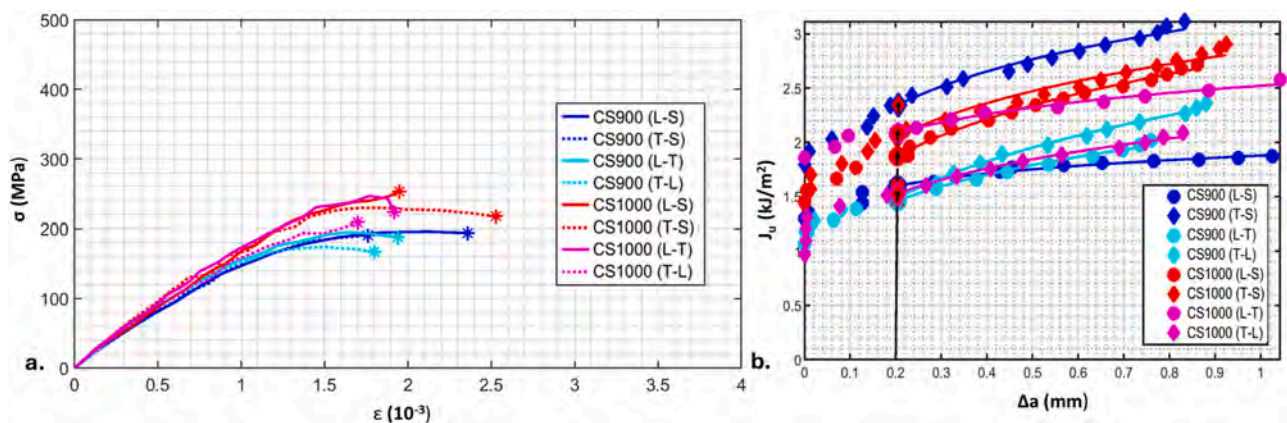 500
400
300
200
100
0
σ (MPa)
CS900 (L-S)
CS900 (T-S)
CS900 (L-T)
CS900 (T-L)
CS1000 (L-S)
CS1000 (T-S)
CS1000 (L-T)
CS1000 (T-L)
a.
0 0.5 1 1.5 2 2.5 3 3.5 4
ε (10⁻³)
3
2.5
2
1.5
1
0.5
0
Jᵤ (kJ/m²)
CS900 (L-S)
CS900 (T-S)
CS900 (L-T)
CS900 (T-L)
CS1000 (L-S)
CS1000 (T-S)
CS1000 (L-T)
CS1000 (T-L)
b.
0 0.1 0.2 0.3 0.4 0.5 0.6 0.7 0.8 0.9 1
Δa (mm)